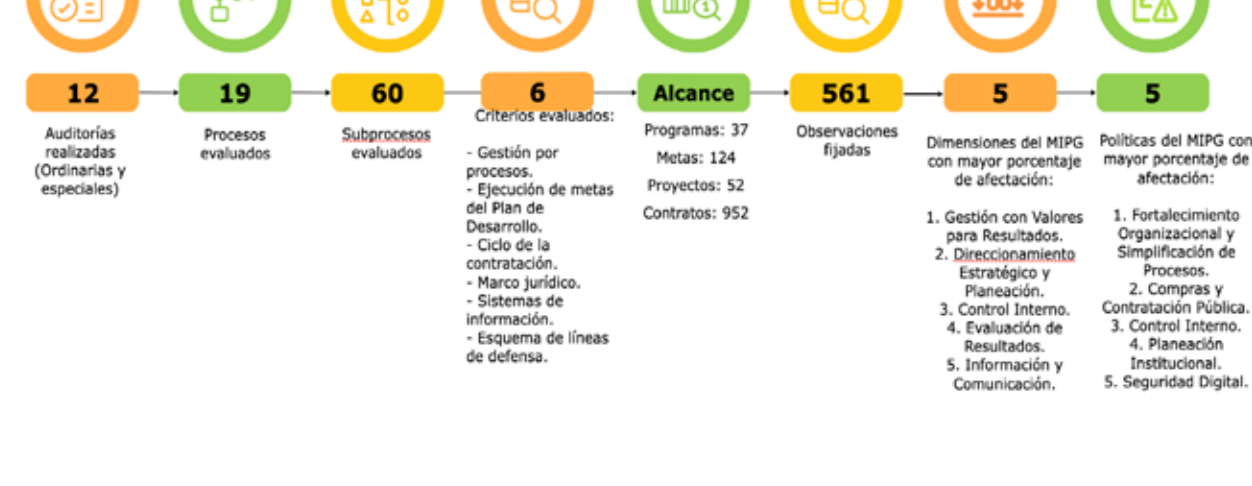 12
Auditorías
realizadas
(Ordinarias y
especiales)
19
Procesos
evaluados
60
Subprocesos
evaluados
6
Criterios evaluados:
- Gestión por
procesos.
- Ejecución de metas
del Plan de
Desarrollo.
- Ciclo de la
contratación.
- Marco jurídico.
- Sistemas de
información.
- Esquema de líneas
de defensa.
Alcance
Programas: 37
Metas: 124
Proyectos: 52
Contratos: 952
561
Observaciones
fijadas
5
Dimensiones del MIPG
con mayor porcentaje
de afectación:
1. Gestión con Valores
para Resultados.
2. Direccionamiento
Estratégico y
Planeación.
3. Control Interno.
4. Evaluación de
Resultados.
5. Información y
Comunicación.
5
Políticas del MIPG con
mayor porcentaje de
afectación:
1. Fortalecimiento
Organizacional y
Simplificación de
Procesos.
2. Compras y
Contratación Pública.
3. Control Interno.
4. Planeación
Institucional.
5. Seguridad Digital.